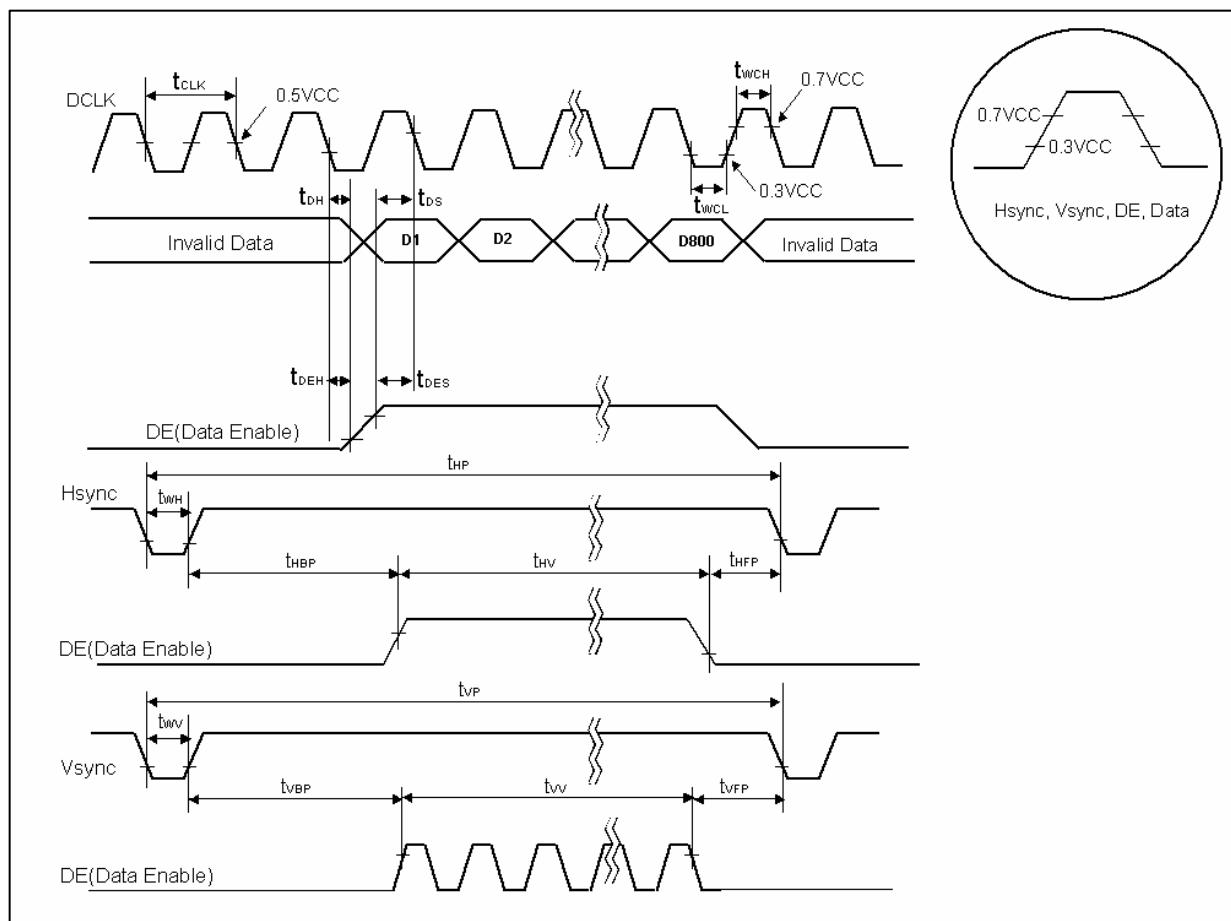 tCLK
DCLK
0.5VCC
tWCH
0.7VCC
0.3VCC
tWCL
tDH
tDS
Invalid Data
D1
D2
D800
Invalid Data
0.7VCC
0.3VCC
Hsync, Vsync, DE, Data
tDEH
tDES
DE(Data Enable)
tHP
Hsync
tWH
tHBP
tHV
tHFP
DE(Data Enable)
tVP
tWV
Vsync
tVBP
tVV
tVFP
DE(Data Enable)